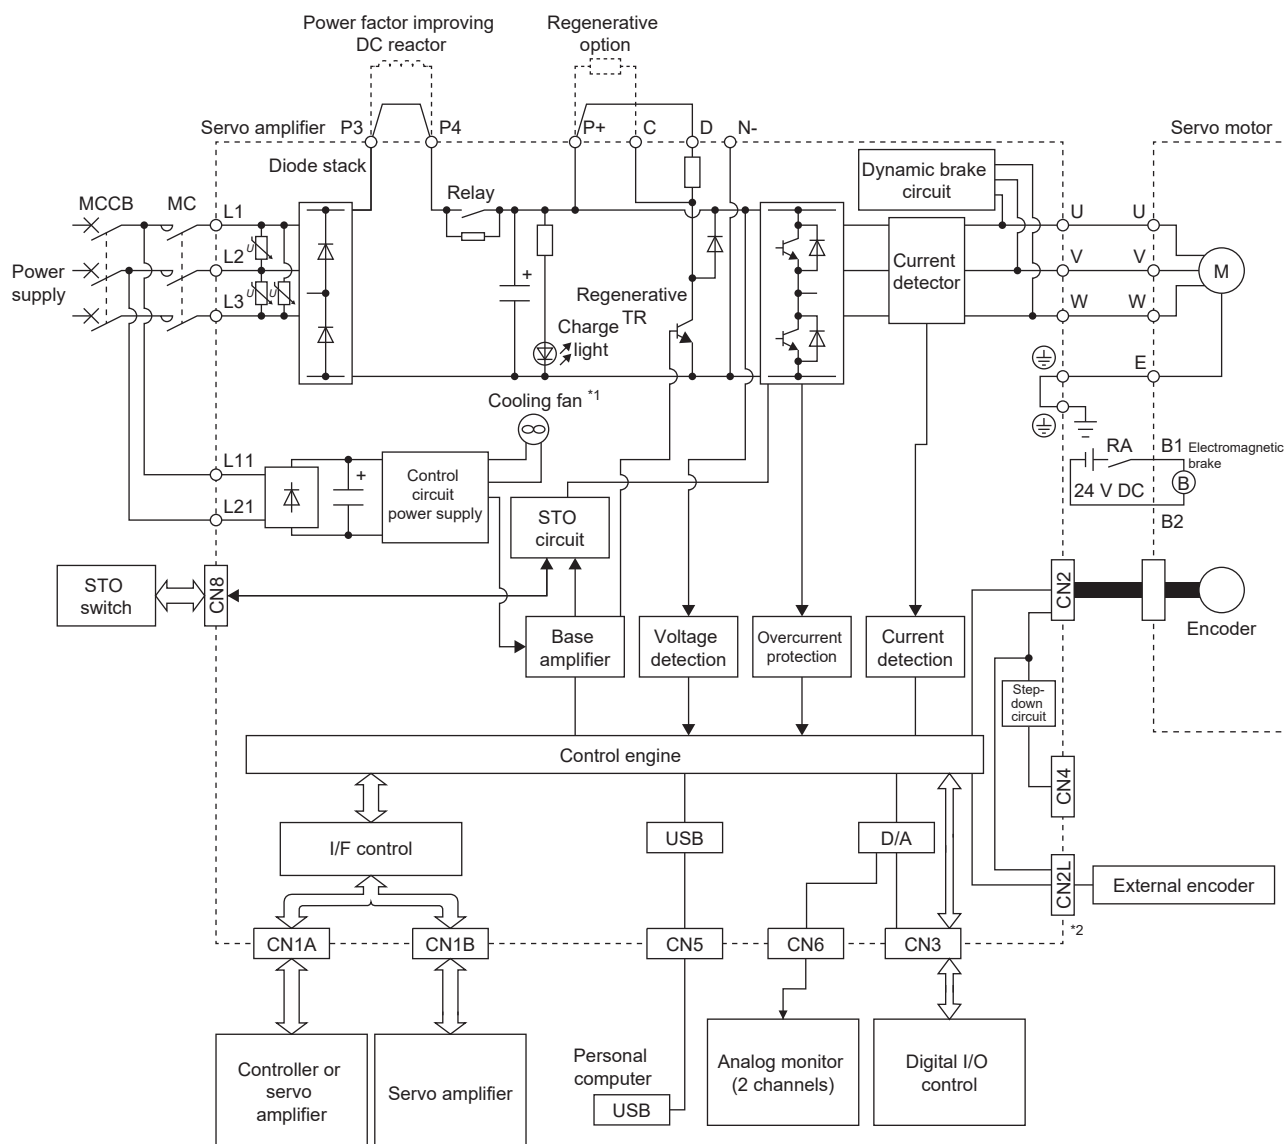 Power factor improving
DC reactor
Regenerative
option
Servo amplifier
P3
P4
P+
C
D
N-
Servo motor
Diode stack
Dynamic brake
circuit
MCCB
MC
L1
Relay
U
U
U
Power
supply
L2
+
Current
detector
V
V
M
U
U
L3
Regenerative
TR
W
W
Charge
light
E
Cooling fan *1
RA
B1
Electromagnetic
brake
L11
+
Control
circuit
power supply
24 V DC
B
L21
STO
circuit
B2
STO
switch
CN8
CN2
Encoder
Base
amplifier
Voltage
detection
Overcurrent
protection
Current
detection
Step-
down
circuit
Control engine
CN4
I/F control
USB
D/A
CN2L
External encoder
*2
CN1A
CN1B
CN5
CN6
CN3
Controller or
servo
amplifier
Servo amplifier
Personal
computer
USB
Analog monitor
(2 channels)
Digital I/O
control